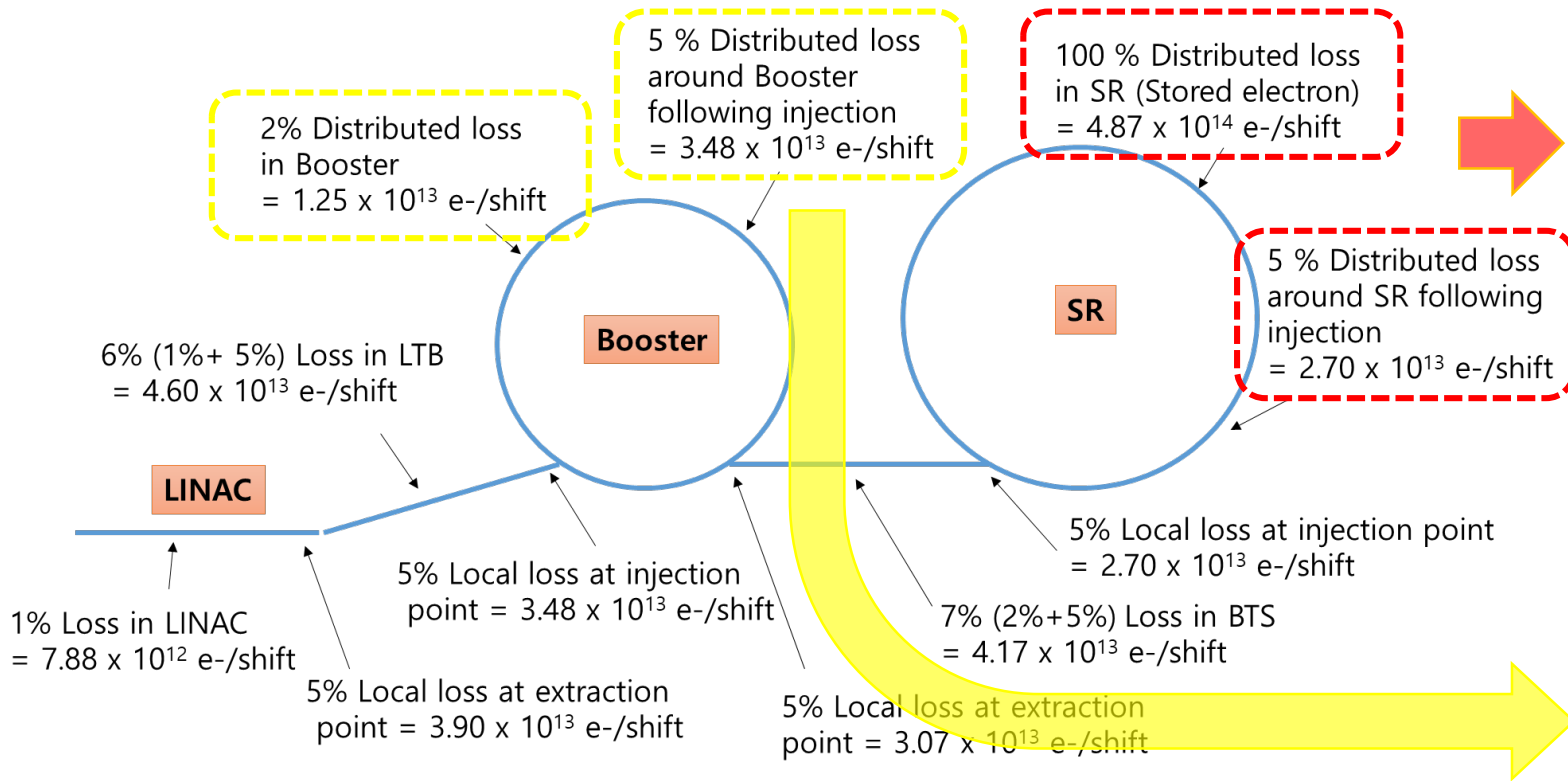 5 % Distributed loss
around Booster
following injection
= 3.48 x 10¹³ e-/shift
100 % Distributed loss
in SR (Stored electron)
= 4.87 x 10¹⁴ e-/shift
2% Distributed loss
in Booster
= 1.25 x 10¹³ e-/shift
5 % Distributed loss
around SR following
injection
= 2.70 x 10¹³ e-/shift
SR
Booster
6% (1%+ 5%) Loss in LTB
= 4.60 x 10¹³ e-/shift
LINAC
5% Local loss at injection point
= 2.70 x 10¹³ e-/shift
5% Local loss at injection
point = 3.48 x 10¹³ e-/shift
7% (2%+5%) Loss in BTS
= 4.17 x 10¹³ e-/shift
1% Loss in LINAC
= 7.88 x 10¹² e-/shift
5% Local loss at extraction
point = 3.90 x 10¹³ e-/shift
5% Local loss at extraction
point = 3.07 x 10¹³ e-/shift